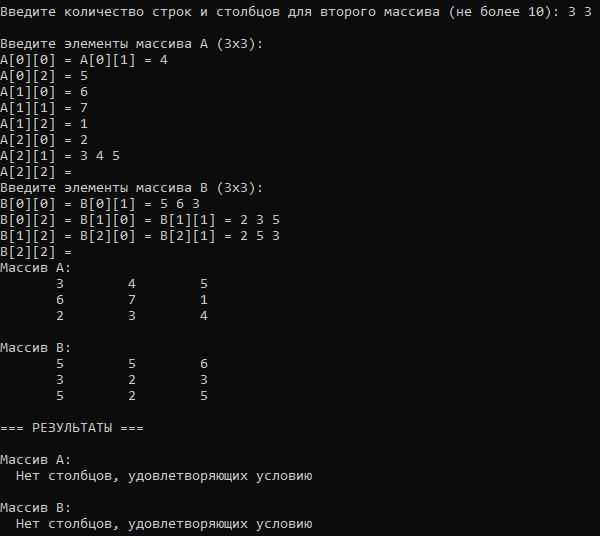 Введите количество строк и столбцов для второго массива (не более 10): 3 3
Введите элементы массива A (3x3):
A[0][0] = A[0][1] = 4
A[0][2] = 5
A[1][0] = 6
A[1][1] = 7
A[1][2] = 1
A[2][0] = 2
A[2][1] = 3 4 5
A[2][2] =
Введите элементы массива B (3x3):
B[0][0] = B[0][1] = 5 6 3
B[0][2] = B[1][0] = B[1][1] = 2 3 5
B[1][2] = B[2][0] = B[2][1] = 2 5 3
B[2][2] =
Массив A:
3 4 5
6 7 1
2 3 4
Массив B:
5 5 6
3 2 3
5 2 5
=== РЕЗУЛЬТАТЫ ===
Массив A:
Нет столбцов, удовлетворяющих условию
Массив B:
Нет столбцов, удовлетворяющих условию